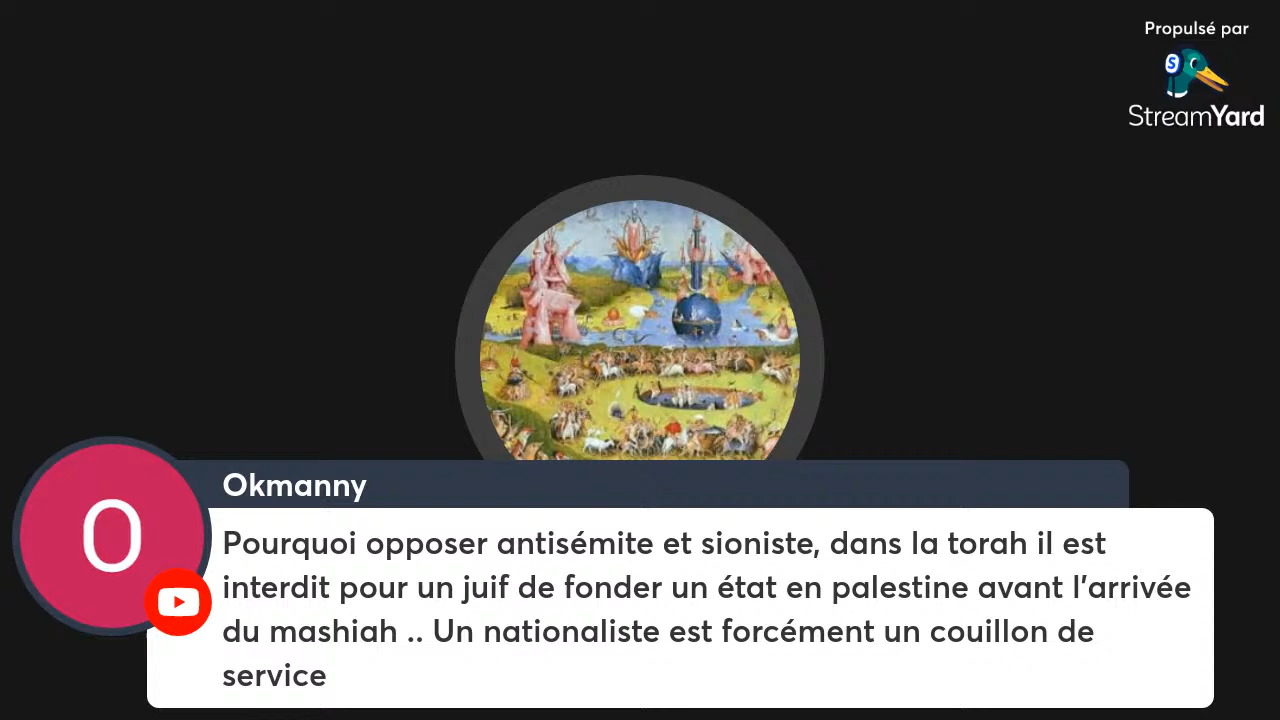 Propulsé par
S
StreamYard
Okmanny
O
Pourquoi opposer antisémite et sioniste, dans la torah il est
interdit pour un juif de fonder un état en palestine avant l'arrivée
du mashiah .. Un nationaliste est forcément un couillon de
service